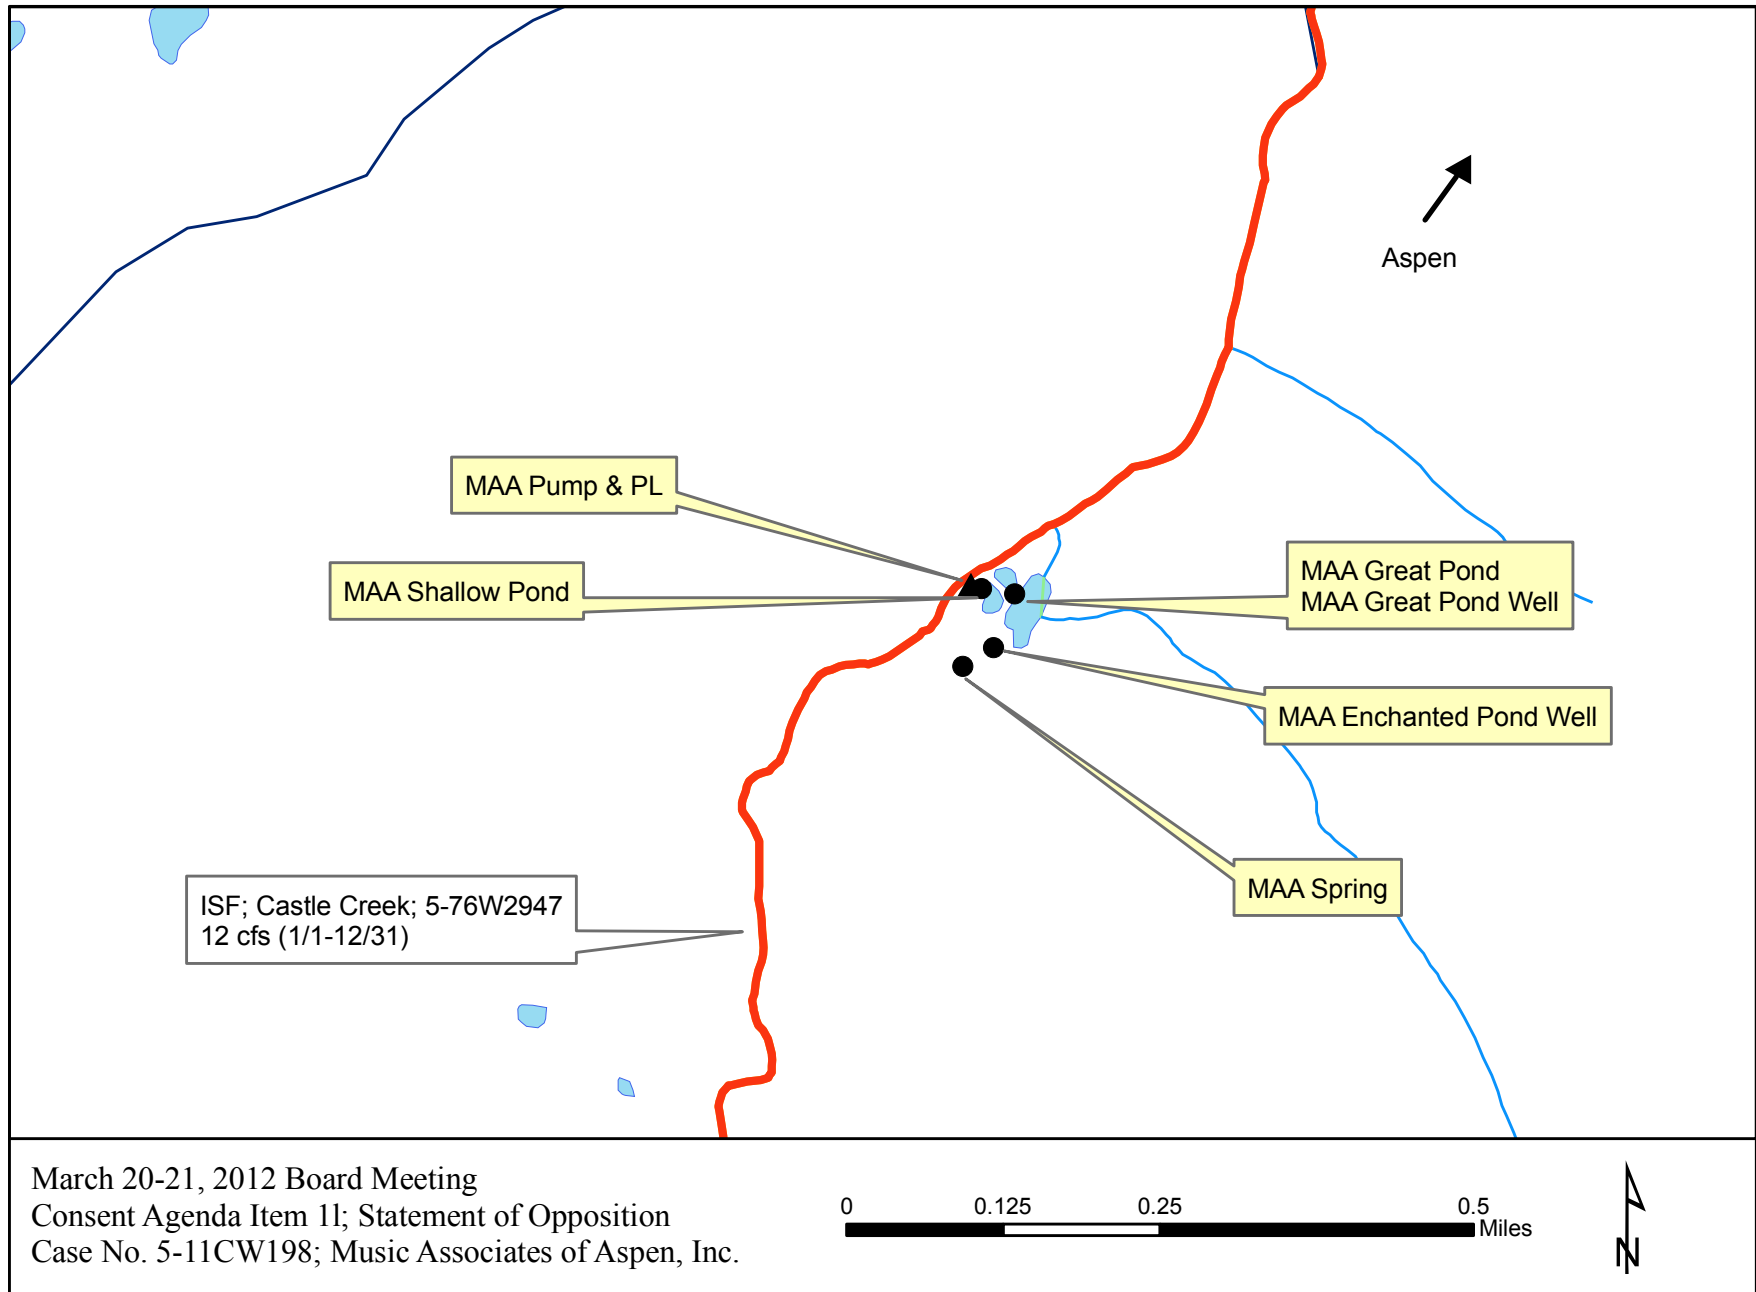 Aspen
MAA Pump & PL
MAA Shallow Pond
MAA Great Pond
MAA Great Pond Well
MAA Enchanted Pond Well
MAA Spring
ISF; Castle Creek; 5-76W2947
12 cfs (1/1-12/31)
March 20-21, 2012 Board Meeting
Consent Agenda Item 1l; Statement of Opposition
Case No. 5-11CW198; Music Associates of Aspen, Inc.
0 0.125 0.25 0.5
Miles
N